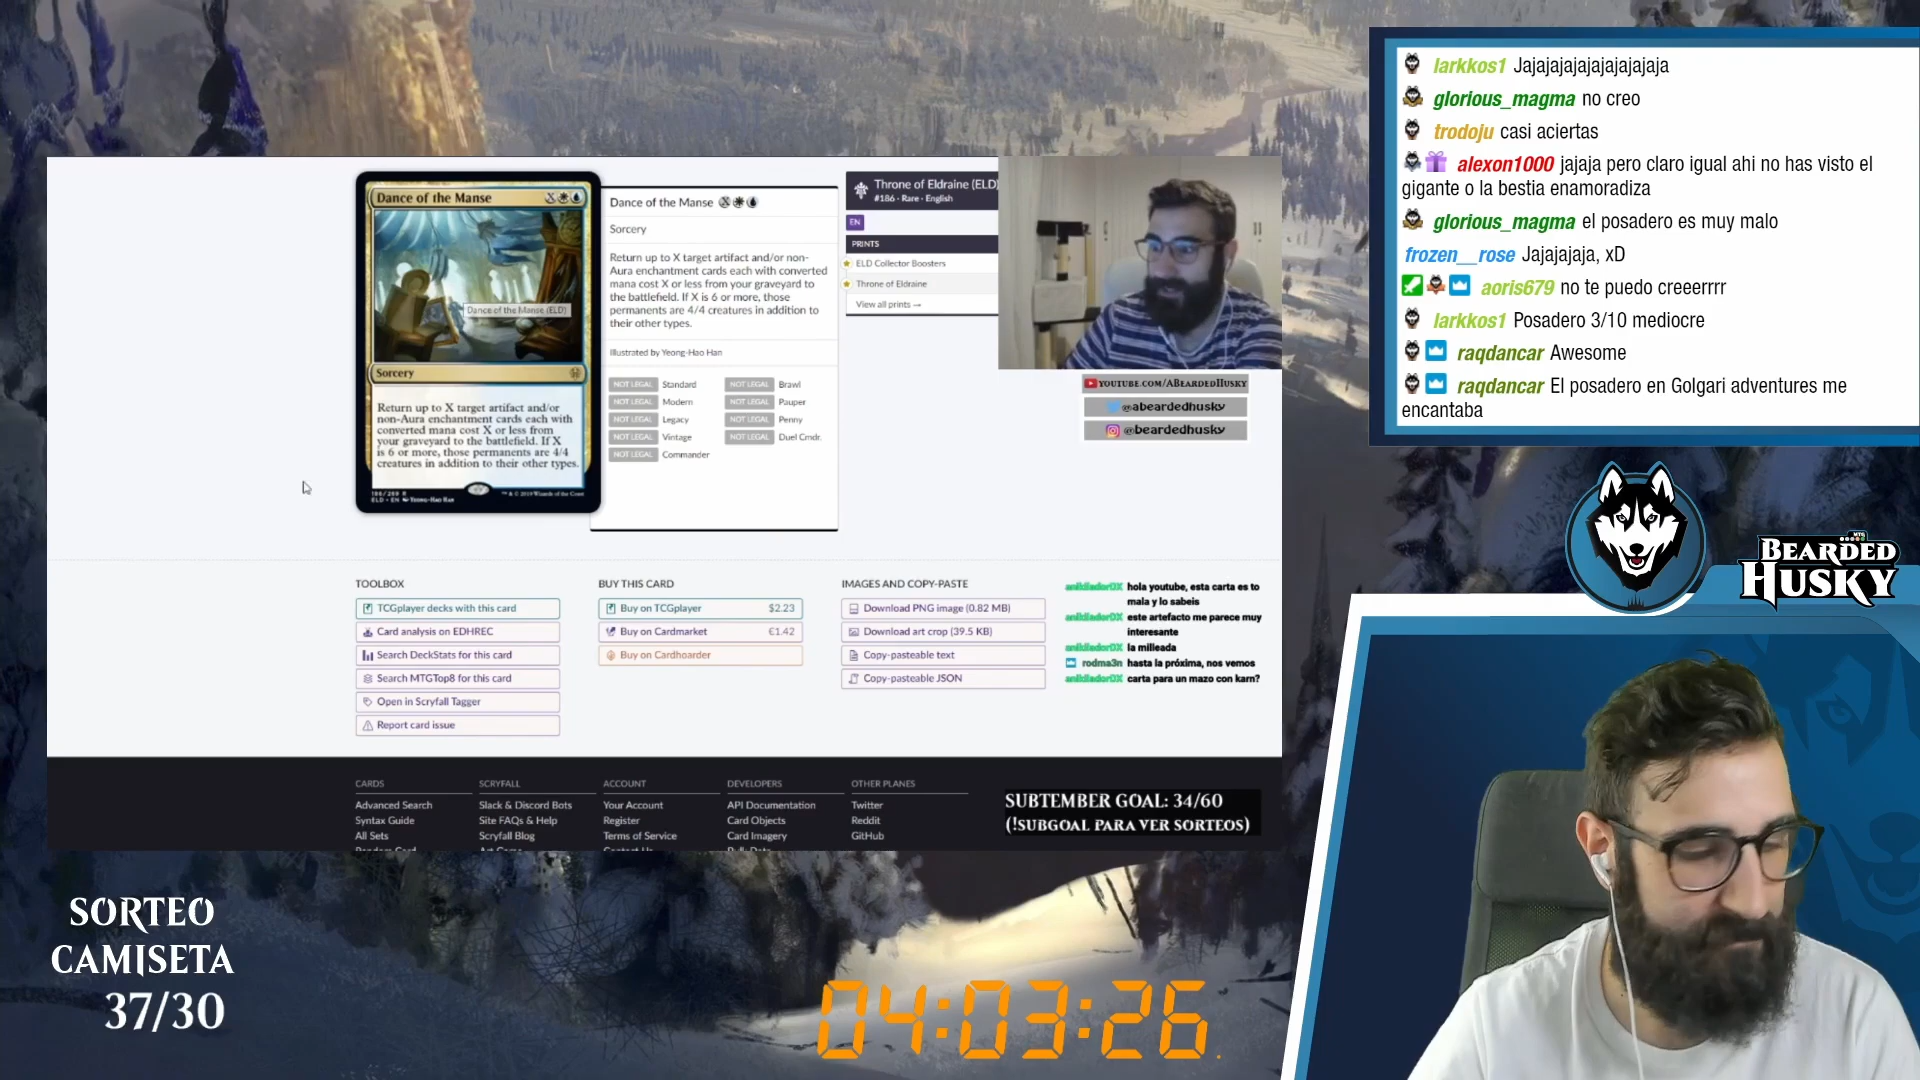 larkkos1 Jajajajajajajajajaja
glorious_magma no creo
trodoju casi aciertas
alexon1000 jajaja pero claro igual ahi no has visto el
gigante o la bestia enamoradiza
glorious_magma el posadero es muy malo
frozen__rose Jajajajaja, xD
aoris679 no te puedo creeerrrr
larkkos1 Posadero 3/10 mediocre
raqdancar Awesome
raqdancar El posadero en Golgari adventures me
encantaba
Dance of the Manse
Dance of the Manse (ELD)
Sorcery
Return up to X target artifact and/or
non-Aura enchantment cards each with
converted mana cost X or less from
your graveyard to the battlefield. If X
is 6 or more, those permanents are 4/4
creatures in addition to their other types.
ELD • EN Yeong-Hao Han
Dance of the Manse
Sorcery
Return up to X target artifact and/or non-
Aura enchantment cards each with converted
mana cost X or less from your graveyard to
the battlefield. If X is 6 or more, those
permanents are 4/4 creatures in addition to
their other types.
Illustrated by Yeong-Hao Han
NOT LEGAL Standard NOT LEGAL Brawl
NOT LEGAL Modern NOT LEGAL Pauper
NOT LEGAL Legacy NOT LEGAL Penny
NOT LEGAL Vintage NOT LEGAL Duel Cmdr.
NOT LEGAL Commander
Throne of Eldraine (ELD)
#186 · Rare · English
EN
PRINTS
ELD Collector Boosters
Throne of Eldraine
View all prints →
YOUTUBE.COM/ABEARDEDHUSKY
@abeardedhusky
@beardedhusky
TOOLBOX
TCGplayer decks with this card
Card analysis on EDHREC
Search DeckStats for this card
Search MTGTop8 for this card
Open in Scryfall Tagger
Report card issue
BUY THIS CARD
Buy on TCGplayer $2.23
Buy on Cardmarket €1.42
Buy on Cardhoarder
IMAGES AND COPY-PASTE
Download PNG image (0.82 MB)
Download art crop (39.5 KB)
Copy-pasteable text
Copy-pasteable JSON
hola youtube, esta carta es to
mala y lo sabeis
este artefacto me parece muy
interesante
la milleada
rodma3n hasta la próxima, nos vemos
carta para un mazo con karn?
CARDS
Advanced Search
Syntax Guide
All Sets
Random Card
SCRYFALL
Slack & Discord Bots
Site FAQs & Help
Scryfall Blog
ACCOUNT
Your Account
Register
Terms of Service
Contact Us
DEVELOPERS
API Documentation
Card Objects
Card Imagery
OTHER PLANES
Twitter
Reddit
GitHub
SUBTEMBER GOAL: 34/60
(!SUBGOAL PARA VER SORTEOS)
MTG
BEARDED
HUSKY
SORTEO
CAMISETA
37/30
04:03:26